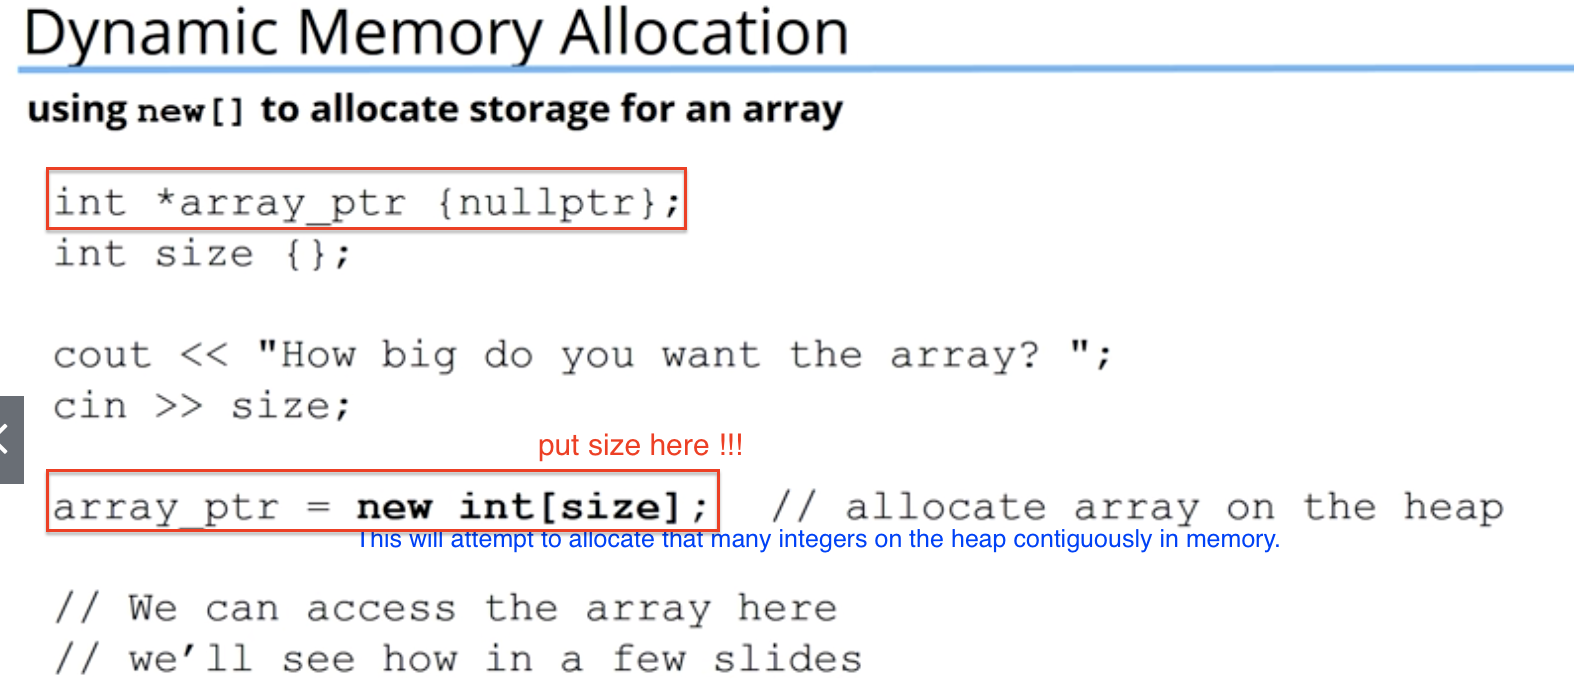 Dynamic Memory Allocation
using new[] to allocate storage for an array
int *array_ptr {nullptr};
int size {};
cout << "How big do you want the array? ";
cin >> size;
put size here !!!
array_ptr = new int[size]; // allocate array on the heap
This will attempt to allocate that many integers on the heap contiguously in memory.
// We can access the array here
// we’ll see how in a few slides